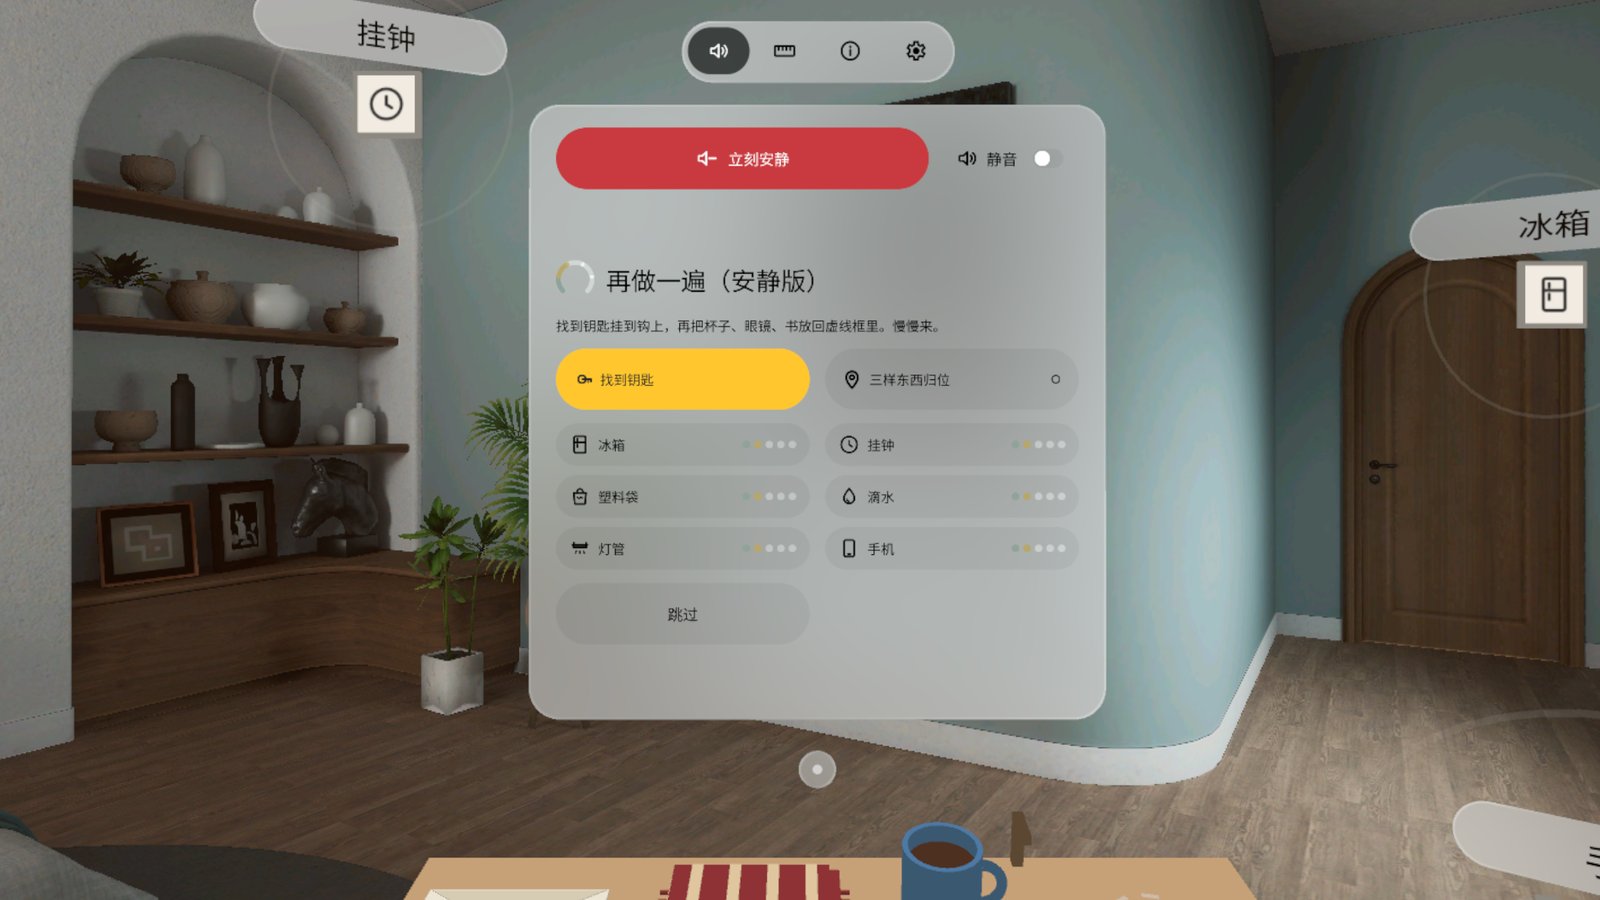 挂钟
立刻安静
静音
冰箱
再做一遍（安静版）
找到钥匙挂到钩上，再把杯子、眼镜、书放回虚线框里。慢慢来。
找到钥匙
三样东西归位
冰箱
挂钟
塑料袋
滴水
灯管
手机
跳过